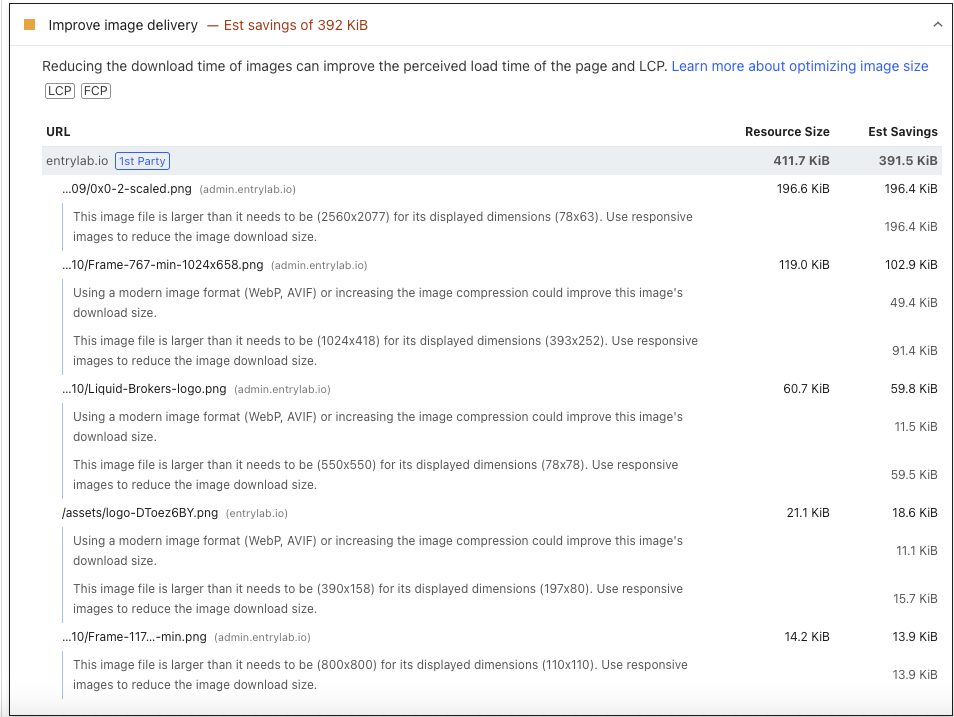 Improve image delivery — Est savings of 392 KiB
Reducing the download time of images can improve the perceived load time of the page and LCP. Learn more about optimizing image size
LCP FCP
URL Resource Size Est Savings
entrylab.io 1st Party 411.7 KiB 391.5 KiB
...09/0x0-2-scaled.png (admin.entrylab.io) 196.6 KiB 196.4 KiB
This image file is larger than it needs to be (2560x2077) for its displayed dimensions (78x63). Use responsive
images to reduce the image download size. 196.4 KiB
...10/Frame-767-min-1024x658.png (admin.entrylab.io) 119.0 KiB 102.9 KiB
Using a modern image format (WebP, AVIF) or increasing the image compression could improve this image's
download size. 49.4 KiB
This image file is larger than it needs to be (1024x418) for its displayed dimensions (393x252). Use responsive
images to reduce the image download size. 91.4 KiB
...10/Liquid-Brokers-logo.png (admin.entrylab.io) 60.7 KiB 59.8 KiB
Using a modern image format (WebP, AVIF) or increasing the image compression could improve this image's
download size. 11.5 KiB
This image file is larger than it needs to be (550x550) for its displayed dimensions (78x78). Use responsive
images to reduce the image download size. 59.5 KiB
/assets/logo-DToez6BY.png (entrylab.io) 21.1 KiB 18.6 KiB
Using a modern image format (WebP, AVIF) or increasing the image compression could improve this image's
download size. 11.1 KiB
This image file is larger than it needs to be (390x158) for its displayed dimensions (197x80). Use responsive
images to reduce the image download size. 15.7 KiB
...10/Frame-117...-min.png (admin.entrylab.io) 14.2 KiB 13.9 KiB
This image file is larger than it needs to be (800x800) for its displayed dimensions (110x110). Use responsive
images to reduce the image download size. 13.9 KiB